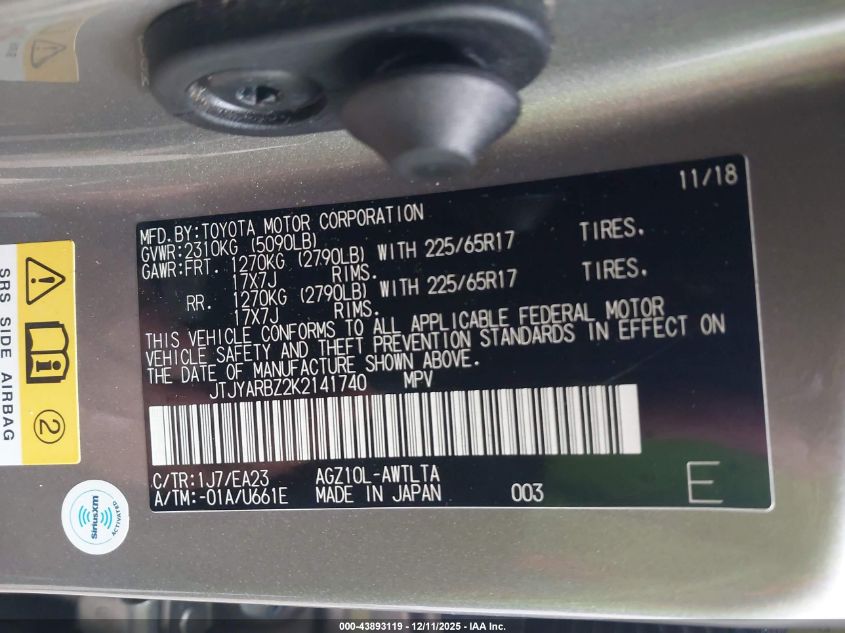 11/18
MFD.BY:TOYOTA MOTOR CORPORATION
GVWR:2310KG (5090LB)
GAWR:FRT. 1270KG (2790LB) WITH 225/65R17 TIRES.
17X7J RIMS.
RR. 1270KG (2790LB) WITH 225/65R17 TIRES.
17X7J RIMS.
THIS VEHICLE CONFORMS TO ALL APPLICABLE FEDERAL MOTOR
VEHICLE SAFETY AND THEFT PREVENTION STANDARDS IN EFFECT ON
THE DATE OF MANUFACTURE SHOWN ABOVE.
JTJYARBZ2K2141740 MPV
C/TR:1J7/EA23 AGZ10L-AWTLTA
A/TM:-01A/U661E MADE IN JAPAN 003 E
SRS SIDE AIRBAG
2
SiriusXM
ACTIVATED
000-43893119 - 12/11/2025 - IAA Inc.